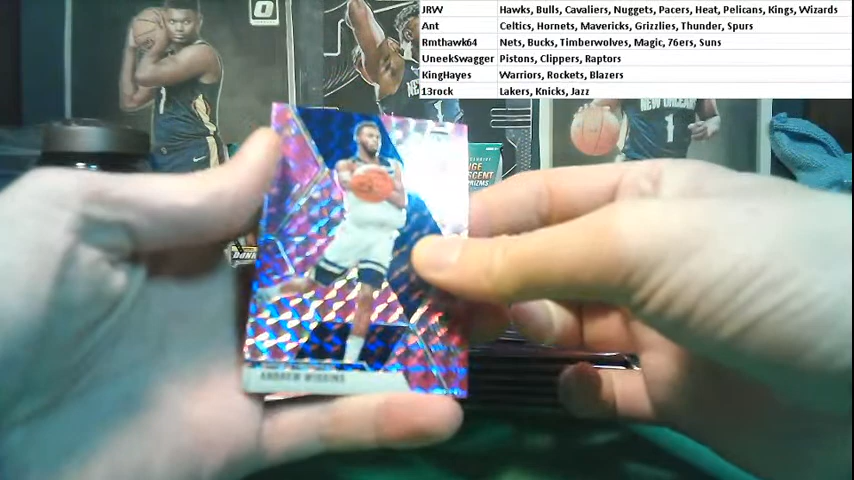 JRW Hawks, Bulls, Cavaliers, Nuggets, Pacers, Heat, Pelicans, Kings, Wizards
Ant Celtics, Hornets, Mavericks, Grizzlies, Thunder, Spurs
Rmthawk64 Nets, Bucks, Timberwolves, Magic, 76ers, Suns
UneekSwagger Pistons, Clippers, Raptors
KingHayes Warriors, Rockets, Blazers
13rock Lakers, Knicks, Jazz
NEW ORLEANS
1
ANDREW WIGGINS